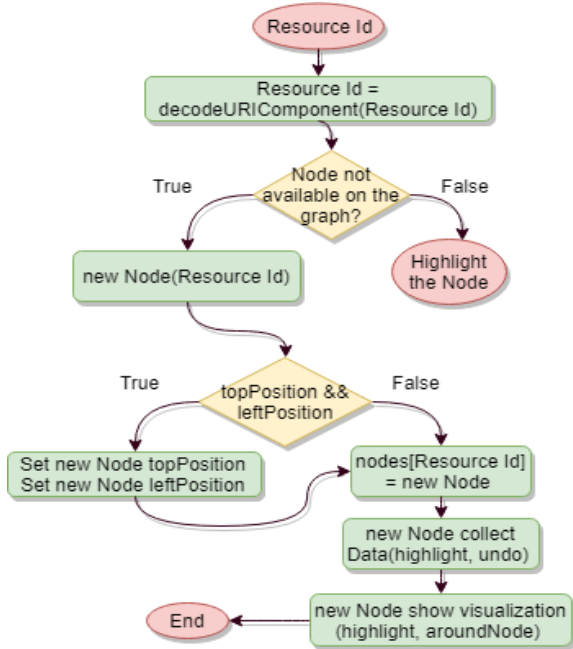 Resource Id
Resource Id =
decodeURIComponent(Resource Id)
Node not
available on the
graph?
True
False
new Node(Resource Id)
Highlight
the Node
topPosition &&
leftPosition
True
False
Set new Node topPosition
Set new Node leftPosition
nodes[Resource Id]
= new Node
new Node collect
Data(highlight, undo)
new Node show visualization
(highlight, aroundNode)
End